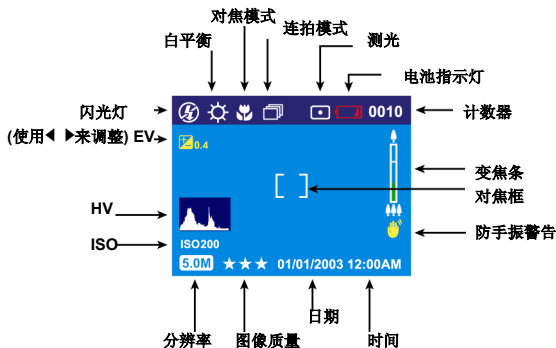 对焦模式
白平衡
连拍模式
测光
电池指示灯
闪光灯
0010
计数器
(使用◀ ▶来调整) EV
0.4
变焦条
对焦框
HV
防手振警告
ISO
ISO200
5.0M ★★★ 01/01/2003 12:00AM
日期
分辨率
图像质量
时间